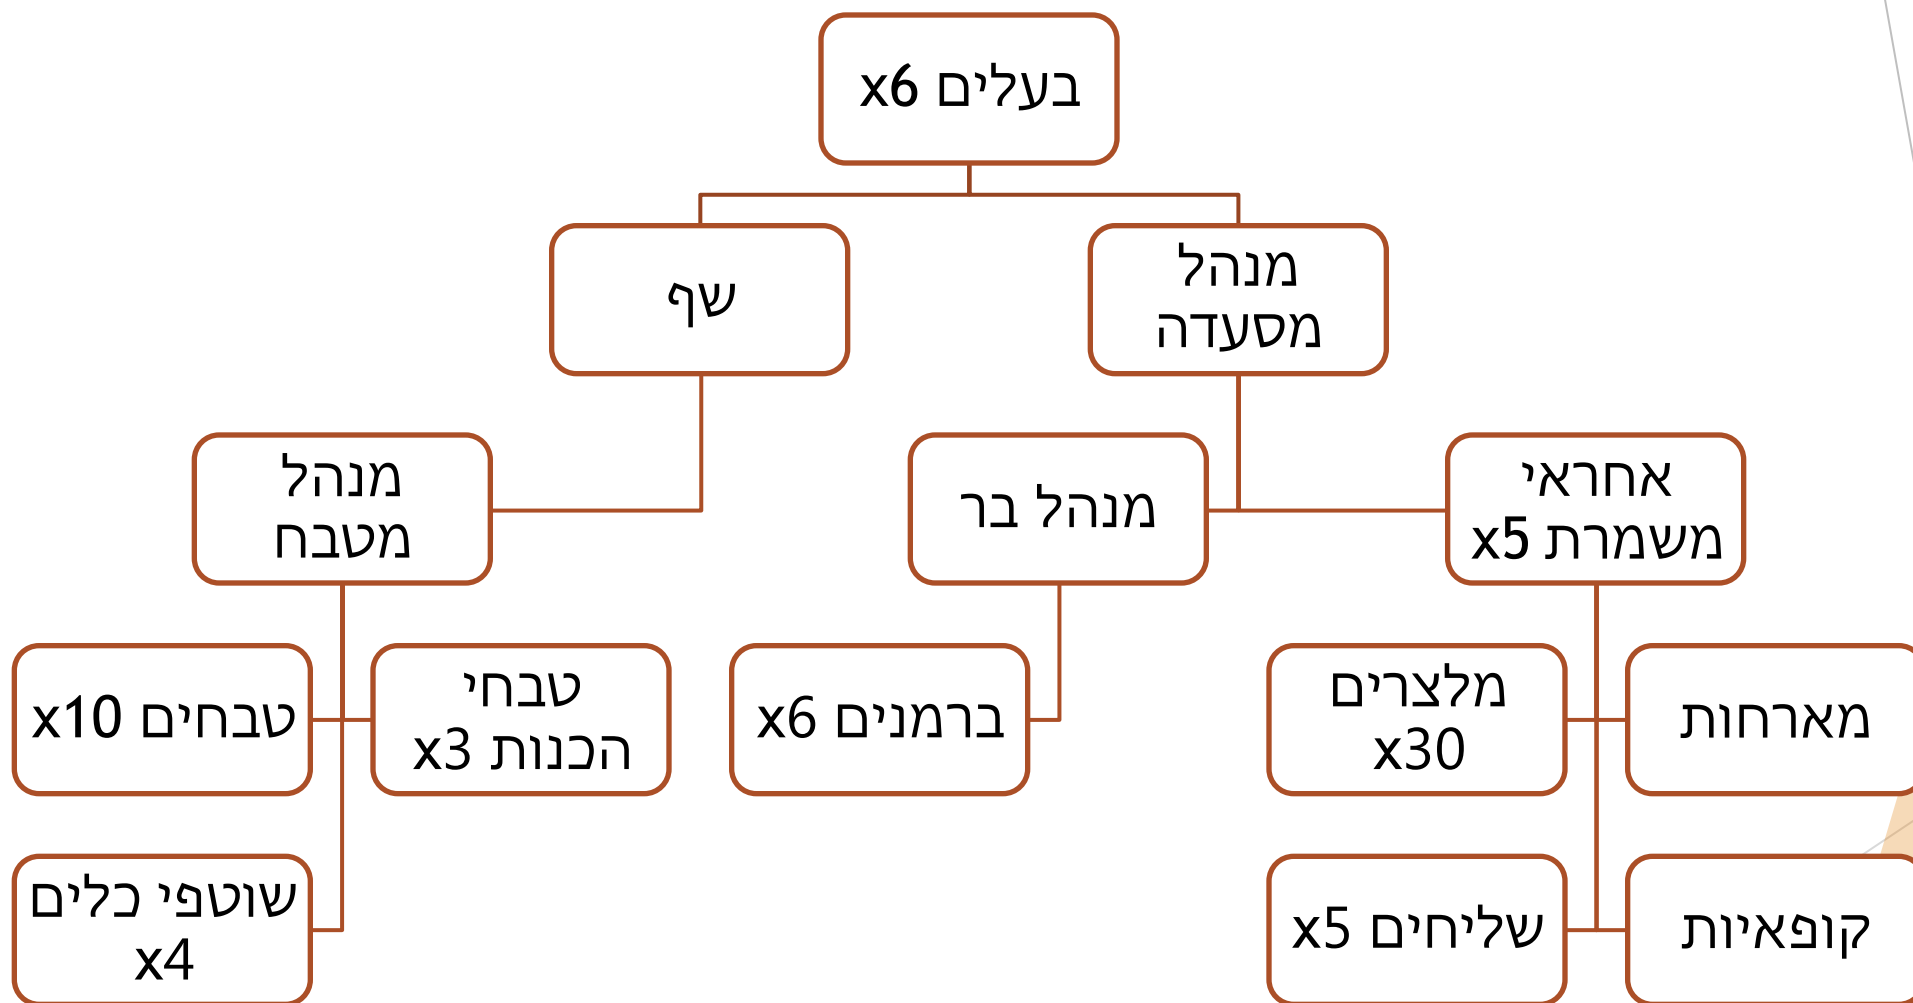 בעלים x6
מנהל
מסעדה
שף
אחראי
משמרת x5
מנהל בר
מנהל
מטבח
מארחות
מלצרים
x30
ברמנים x6
טבחי
הכנות x3
טבחים x10
קופאיות
שליחים x5
שוטפי כלים
x4